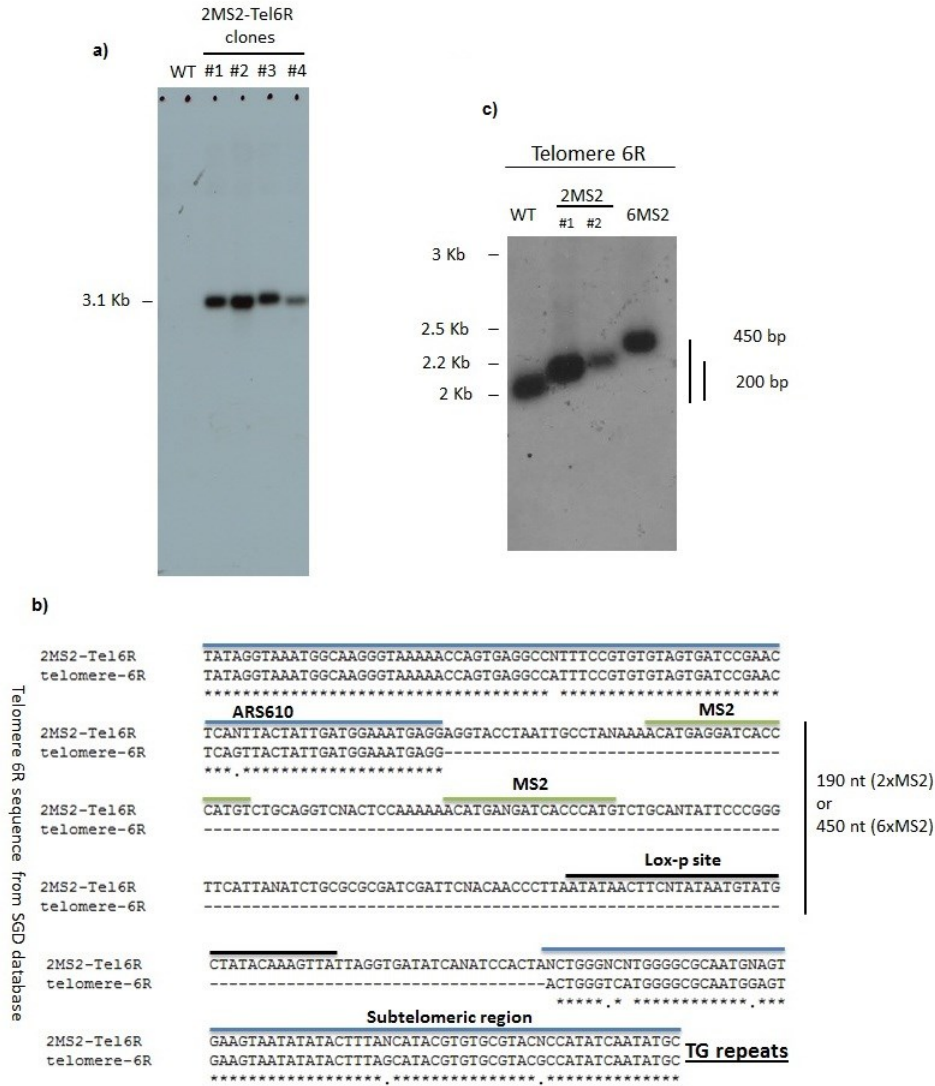 a)
2MS2-Tel6R
clones
WT #1 #2 #3 #4
3.1 Kb
c)
Telomere 6R
2MS2
WT 6MS2
#1 #2
3 Kb
2.5 Kb
2.2 Kb
2 Kb
450 bp
200 bp
b)
Telomere 6R sequence from SGD database
2MS2-Tel6R TATAGGTAAATGGCAAGGGTAAAAACCAGTGAGGCCNTTTCCGTGTGTAGTGATCCGAAC
telomere-6R TATAGGTAAATGGCAAGGGTAAAAACCAGTGAGGCCATTTCCGTGTGTAGTGATCCGAAC
************************************ ***********************
ARS610 MS2
2MS2-Tel6R TCANTTACTATTGATGGAAATGAGGAGGTACCTAATTGCCTANAAAACATGAGGATCACC
telomere-6R TCAGTTACTATTGATGGAAATGAGG-----------------------------------
***.*********************
MS2
2MS2-Tel6R CATGTCTGCAGGTCNACTCCAAAAAACATGANGATCACCCATGTCTGCANTATTCCCGGG
telomere-6R ------------------------------------------------------------
190 nt (2xMS2)
or
450 nt (6xMS2)
Lox-p site
2MS2-Tel6R TTCATTANATCTGCGCGCGATCGATTCNACAACCCTTAATATAACTTCNTATAATGTATG
telomere-6R ------------------------------------------------------------
2MS2-Tel6R CTATACAAAGTTATTAGGTGATATCANATCCACTANCTGGGNCNTGGGGCGCAATGNAGT
telomere-6R -----------------------------------ACTGGGTCATGGGGCGCAATGGAGT
*****.* ************.***
Subtelomeric region
2MS2-Tel6R GAAGTAATATATACTTTANCATACGTGTGCGTACNCCATATCAATATGC
telomere-6R GAAGTAATATATACTTTAGCATACGTGTGCGTACGCCATATCAATATGC
******************.***************.**************
TG repeats